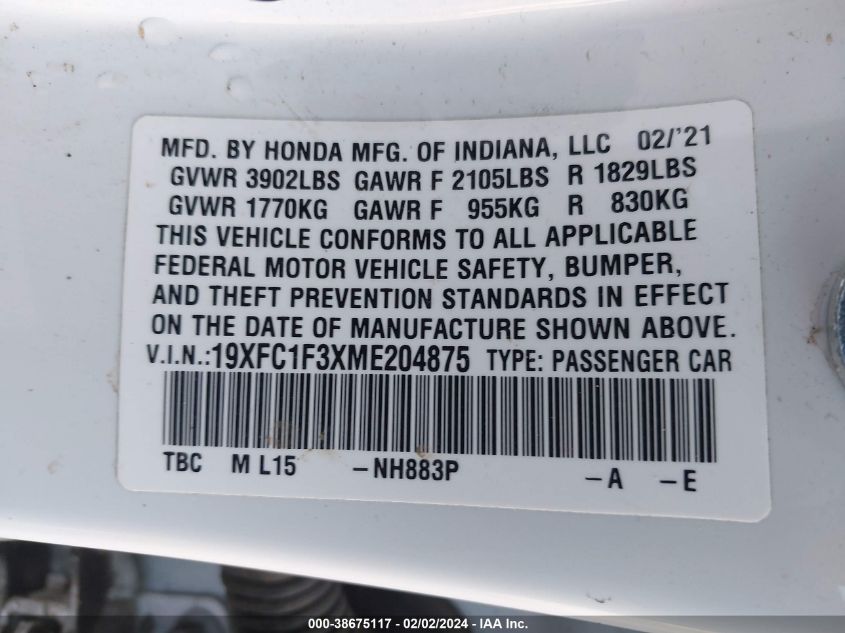 MFD. BY HONDA MFG. OF INDIANA, LLC 02/'21
GVWR 3902LBS GAWR F 2105LBS R 1829LBS
GVWR 1770KG GAWR F 955KG R 830KG
THIS VEHICLE CONFORMS TO ALL APPLICABLE
FEDERAL MOTOR VEHICLE SAFETY, BUMPER,
AND THEFT PREVENTION STANDARDS IN EFFECT
ON THE DATE OF MANUFACTURE SHOWN ABOVE.
V.I.N.:19XFC1F3XME204875 TYPE: PASSENGER CAR
TBC M L15 -NH883P -A -E
000-38675117 - 02/02/2024 - IAA Inc.